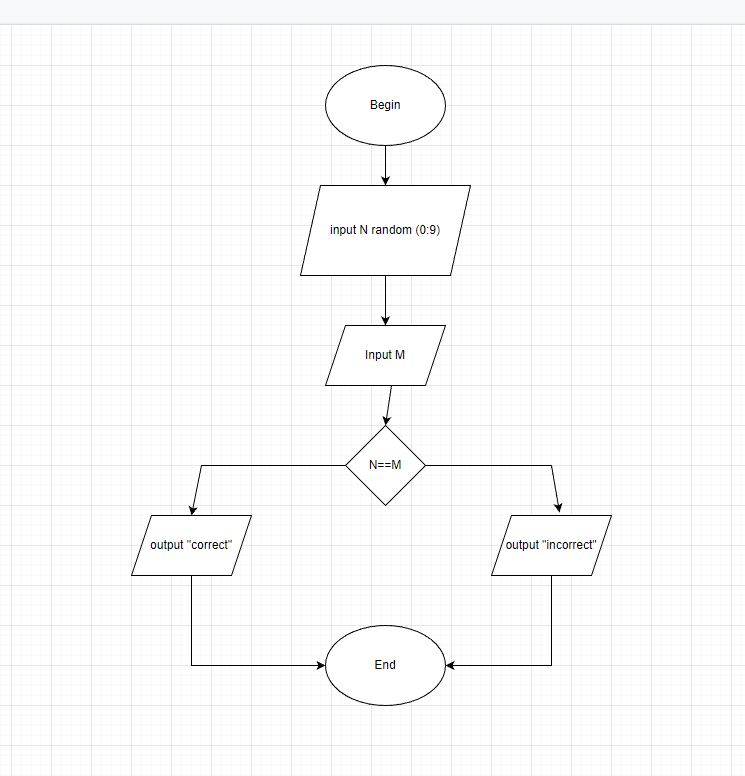 Begin
input N random (0:9)
Input M
N==M
output "correct"
output "incorrect"
End